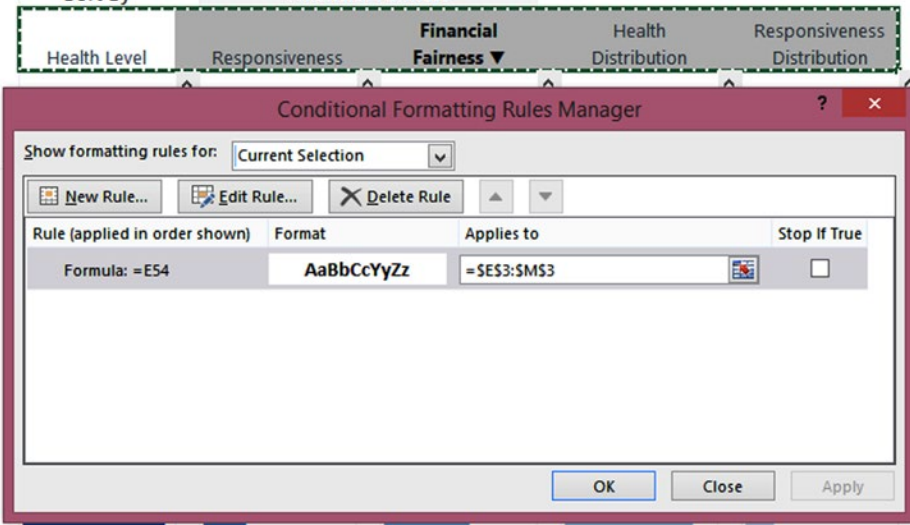 Sort By
Financial Health Responsiveness
Health Level Responsiveness Fairness ▼ Distribution Distribution
Conditional Formatting Rules Manager ? ×
Show formatting rules for: Current Selection
New Rule... Edit Rule... Delete Rule
Rule (applied in order shown) Format Applies to Stop If True
Formula: =E54 AaBbCcYyZz =$E$3:$M$3
OK Close Apply